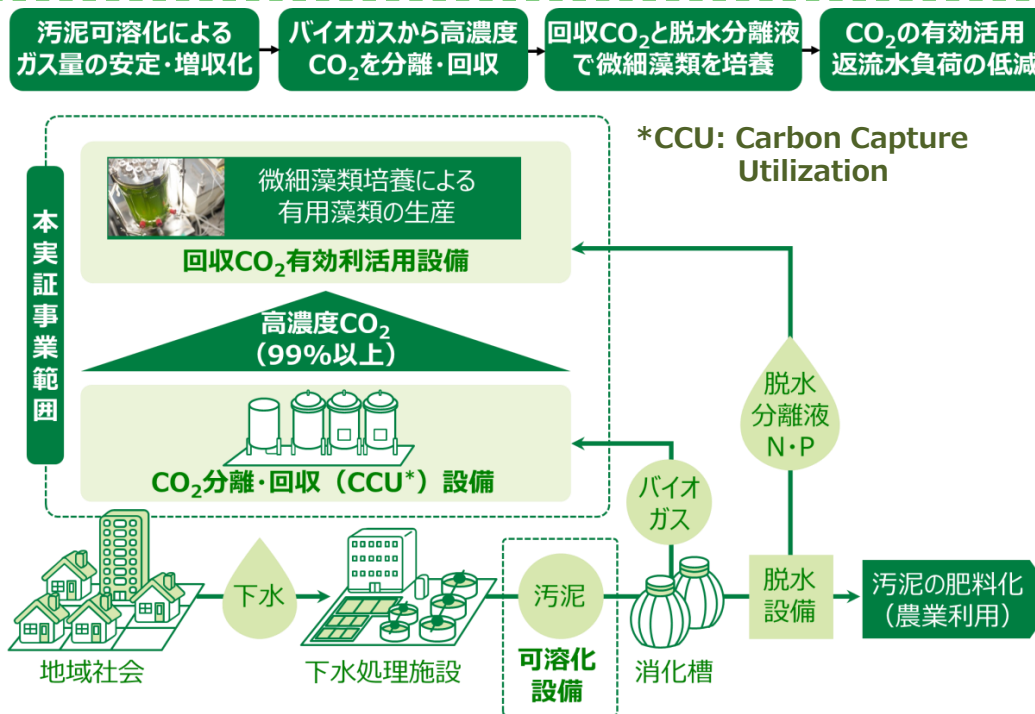 汚泥可溶化による
ガス量の安定・増収化
バイオガスから高濃度
CO₂を分離・回収
回収CO₂と脱水分離液
で微細藻類を培養
CO₂の有効活用
返流水負荷の低減
*CCU: Carbon Capture
Utilization
本実証事業範囲
微細藻類培養による
有用藻類の生産
回収CO₂有効利活用設備
高濃度CO₂
(99%以上)
CO₂分離・回収（CCU*）設備
脱水
分離液
N・P
バイオ
ガス
地域社会
下水
下水処理施設
汚泥
可溶化
設備
消化槽
脱水
設備
汚泥の肥料化
（農業利用）